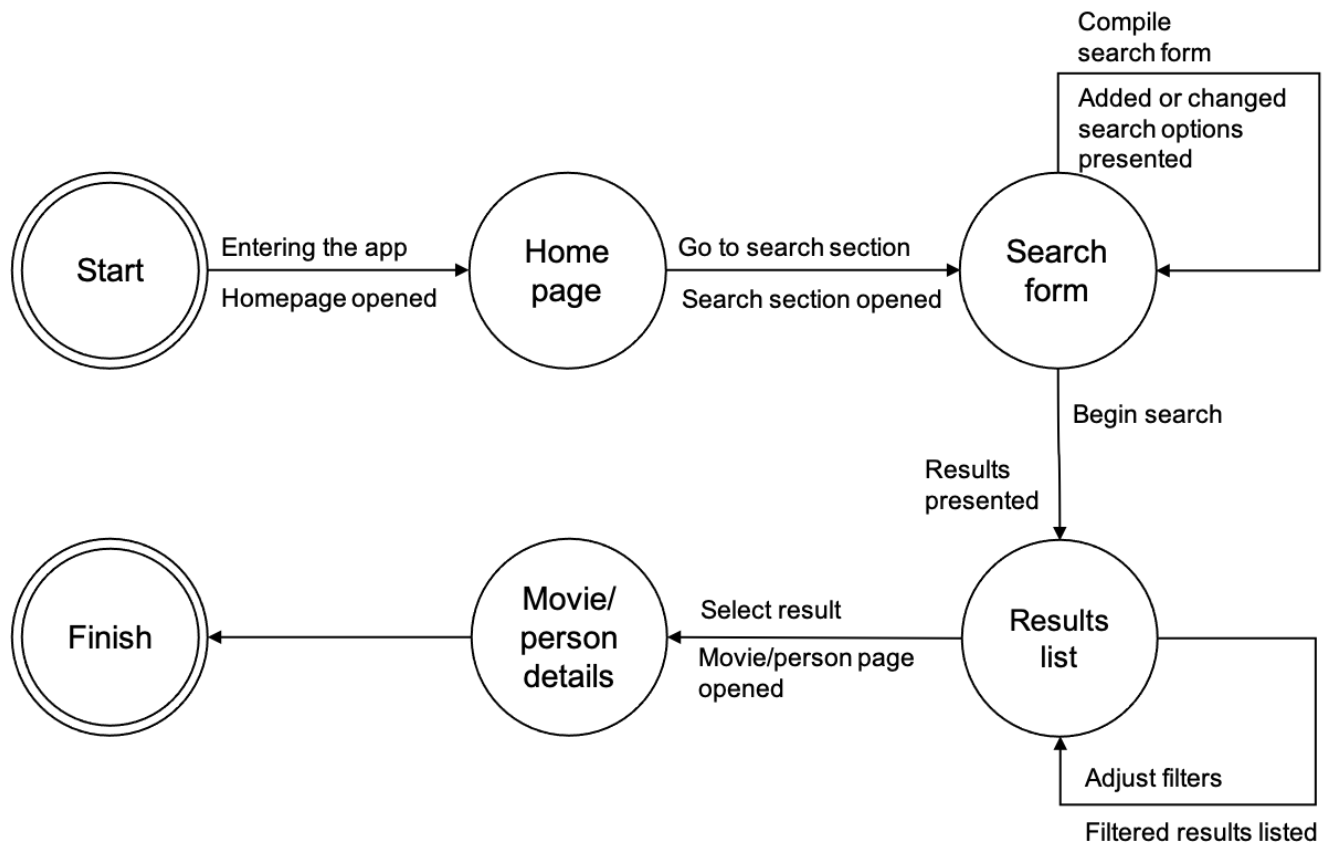 Compile
search form
Added or changed
search options
presented
Start
Entering the app
Homepage opened
Home
page
Go to search section
Search section opened
Search
form
Begin search
Results
presented
Finish
Movie/
person
details
Select result
Movie/person page
opened
Results
list
Adjust filters
Filtered results listed